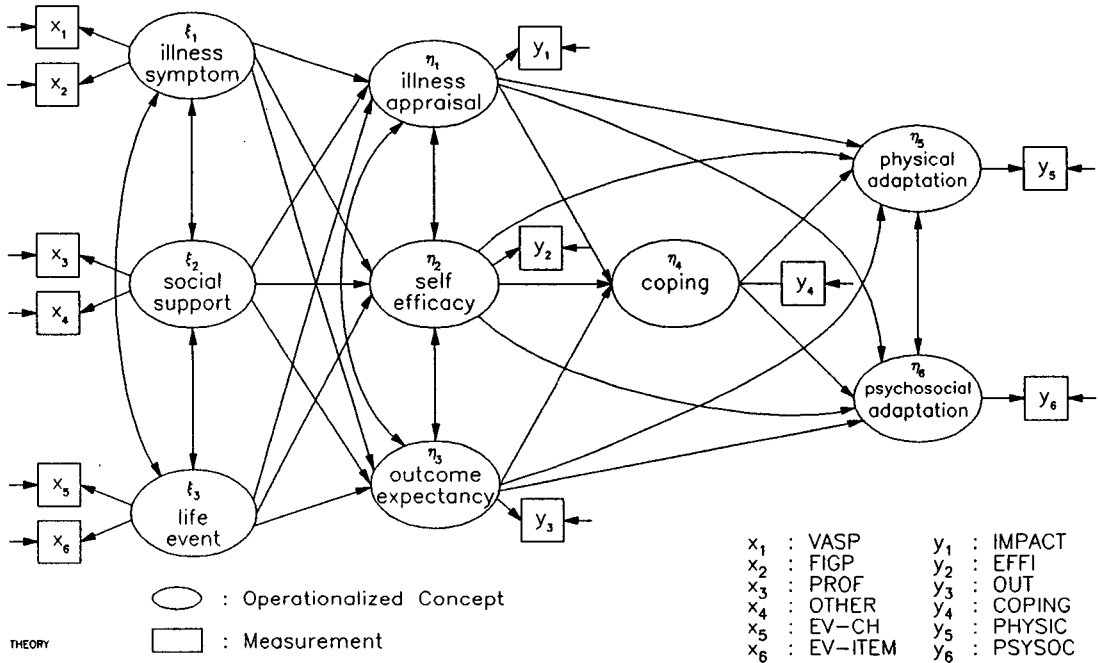 x₁
x₂
ξ₁
illness
symptom
η₁
illness
appraisal
y₁
η₅
physical
adaptation
y₅
x₃
x₄
ξ₂
social
support
η₂
self
efficacy
y₂
η₄
coping
y₄
η₆
psychosocial
adaptation
y₆
x₅
x₆
ξ₃
life
event
η₃
outcome
expectancy
y₃
x₁ : VASP
x₂ : FIGP
x₃ : PROF
x₄ : OTHER
x₅ : EV-CH
x₆ : EV-ITEM
y₁ : IMPACT
y₂ : EFFI
y₃ : OUT
y₄ : COPING
y₅ : PHYSIC
y₆ : PSYSOC
: Operationalized Concept
: Measurement
THEORY